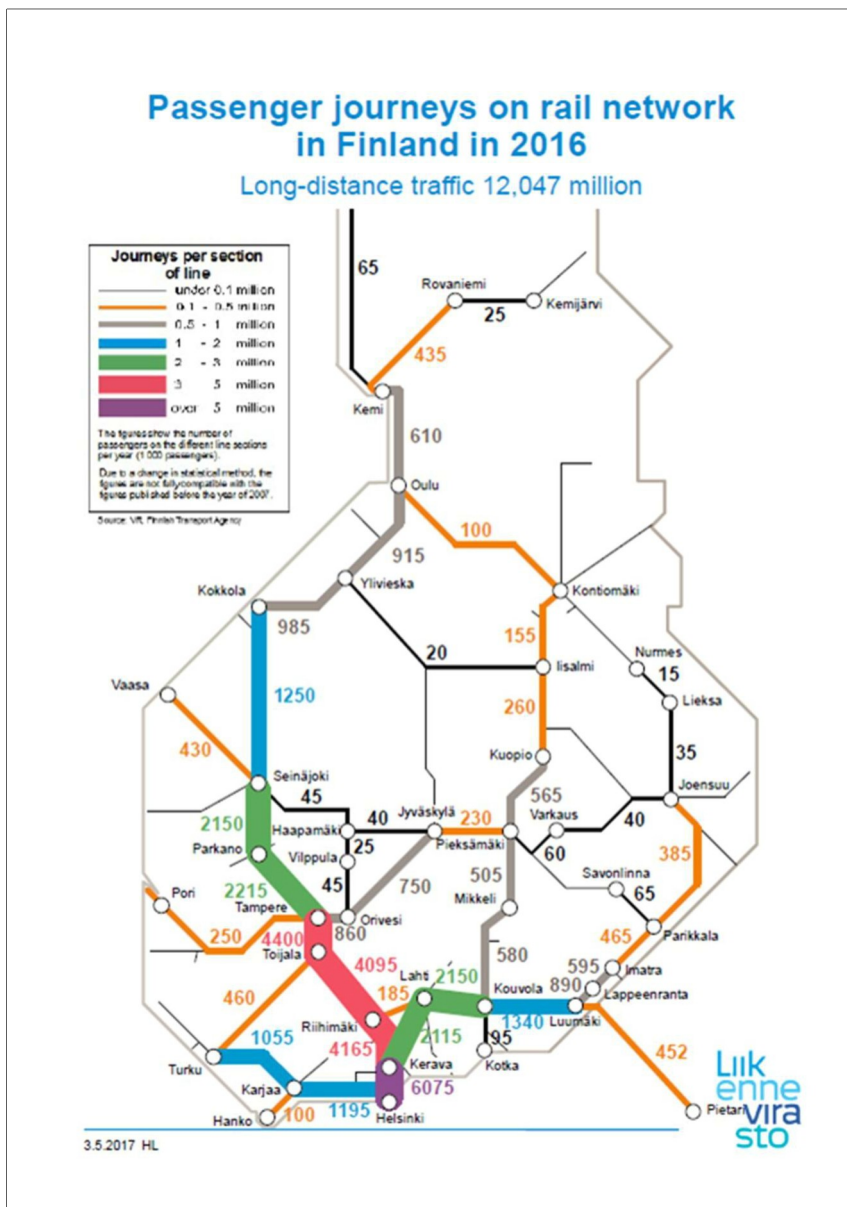 Passenger journeys on rail network
in Finland in 2016
Long-distance traffic 12,047 million
Journeys per section
of line
under 0.1 million
0.1 - 0.5 million
0.5 - 1 million
1 - 2 million
2 - 3 million
3 5 million
over 5 million
The figures show the number of
passengers on the different line sections
per year (1 000 passengers).
Due to a change in statistical method, the
figures are not fully compatible with the
figures published before the year of 2007.
Source: VR, Finnish Transport Agency
65
Rovaniemi
25
Kemijärvi
435
Kemi
610
Oulu
100
915
Ylivieska
Kontiomäki
Kokkola
985
155
20
Iisalmi
Nurmes
15
Lieksa
Vaasa
1250
260
430
Kuopio
35
Seinäjoki
45
565
Joensuu
2150
Haapamäki
40
Jyväskylä
230
Pieksämäki
Varkaus
40
Parkano
25
Vilppula
60
385
2215
45
750
505
Savonlinna
65
Pori
Mikkeli
Tampere
860
Orivesi
250
4400
Parikkala
Toijala
580
465
4095
Lahti
2150
595
Imatra
460
185
Kouvola
890
Lappeenranta
Riihimäki
1340
Luumäki
1055
4165
2115
95
Turku
Kerava
Kotka
452
Karjaa
6075
Hanko
100
1195
Helsinki
Pietari
Liik
enne
vira
sto
3.5.2017 HL